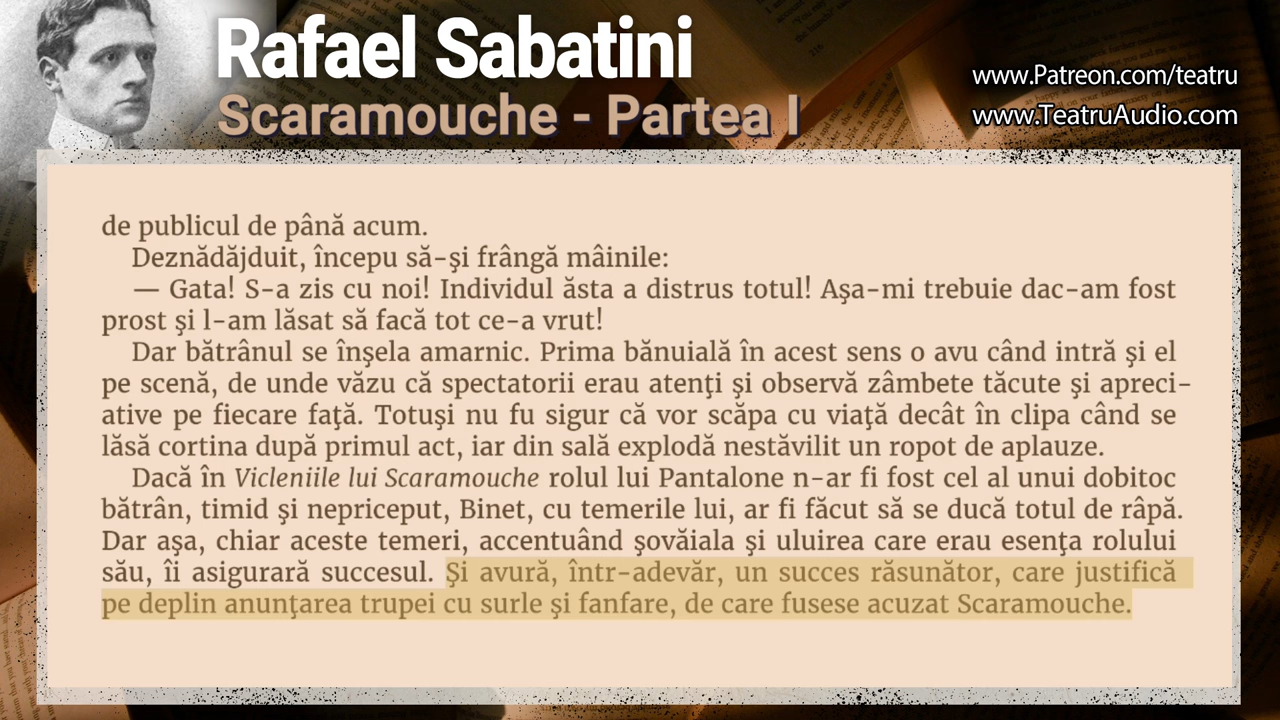 Rafael Sabatini
Scaramouche - Partea I
www.Patreon.com/teatru
www.TeatruAudio.com
de publicul de până acum.
Deznădăjduit, începu să-şi frângă mâinile:
— Gata! S-a zis cu noi! Individul ăsta a distrus totul! Aşa-mi trebuie dac-am fost
prost şi l-am lăsat să facă tot ce-a vrut!
Dar bătrânul se înşela amarnic. Prima bănuială în acest sens o avu când intră şi el
pe scenă, de unde văzu că spectatorii erau atenţi şi observă zâmbete tăcute şi apreci-
ative pe fiecare faţă. Totuşi nu fu sigur că vor scăpa cu viaţă decât în clipa când se
lăsă cortina după primul act, iar din sală explodă nestăvilit un ropot de aplauze.
Dacă în Vicleniile lui Scaramouche rolul lui Pantalone n-ar fi fost cel al unui dobitoc
bătrân, timid şi nepriceput, Binet, cu temerile lui, ar fi făcut să se ducă totul de râpă.
Dar aşa, chiar aceste temeri, accentuând şovăiala şi uluirea care erau esenţa rolului
său, îi asigurară succesul. Şi avură, într-adevăr, un succes răsunător, care justifică
pe deplin anunţarea trupei cu surle şi fanfare, de care fusese acuzat Scaramouche.